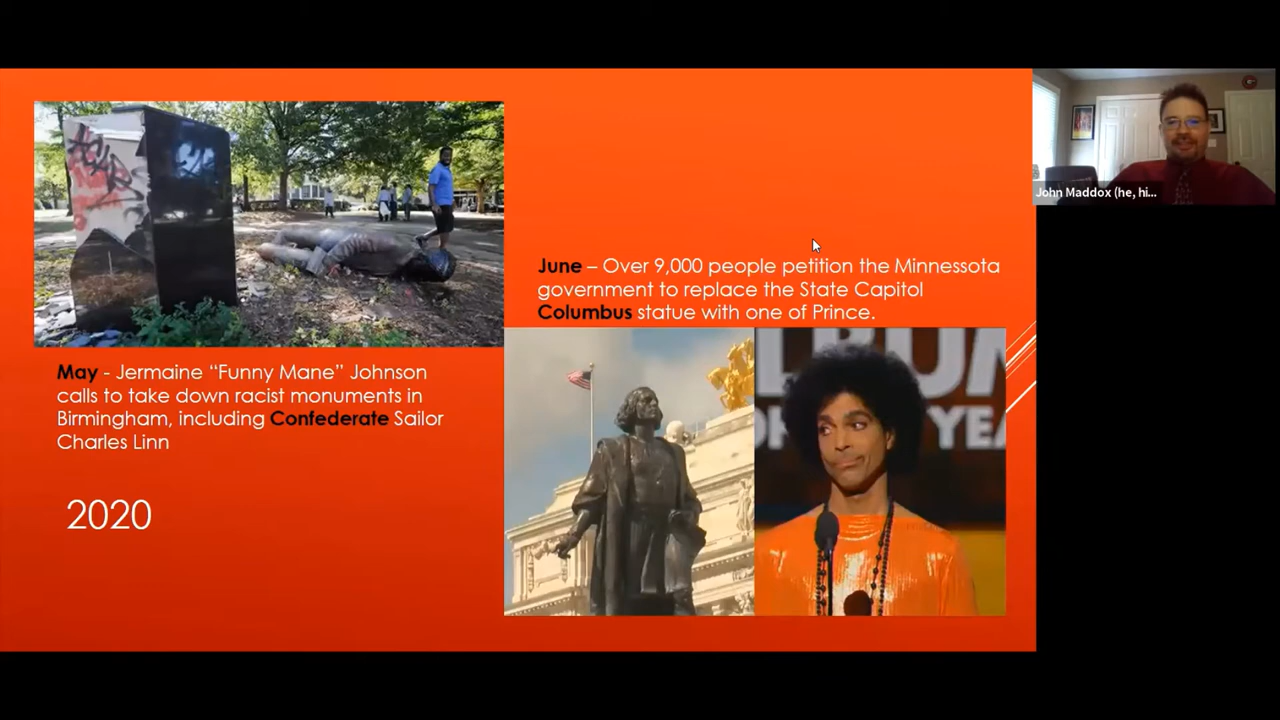 May - Jermaine “Funny Mane” Johnson
calls to take down racist monuments in
Birmingham, including Confederate Sailor
Charles Linn
2020
June – Over 9,000 people petition the Minnessota
government to replace the State Capitol
Columbus statue with one of Prince.
YEA
John Maddox (he, hi...